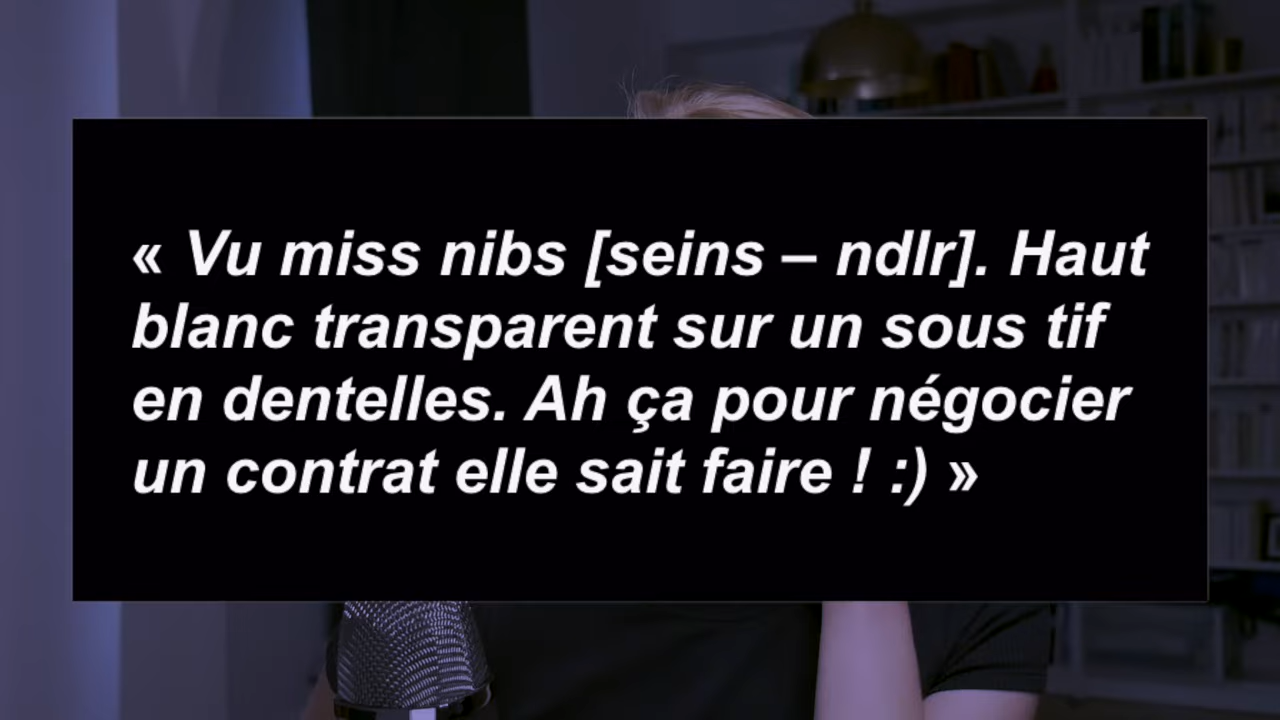 « Vu miss nibs [seins – ndlr]. Haut
blanc transparent sur un sous tif
en dentelles. Ah ça pour négocier
un contrat elle sait faire ! :) »